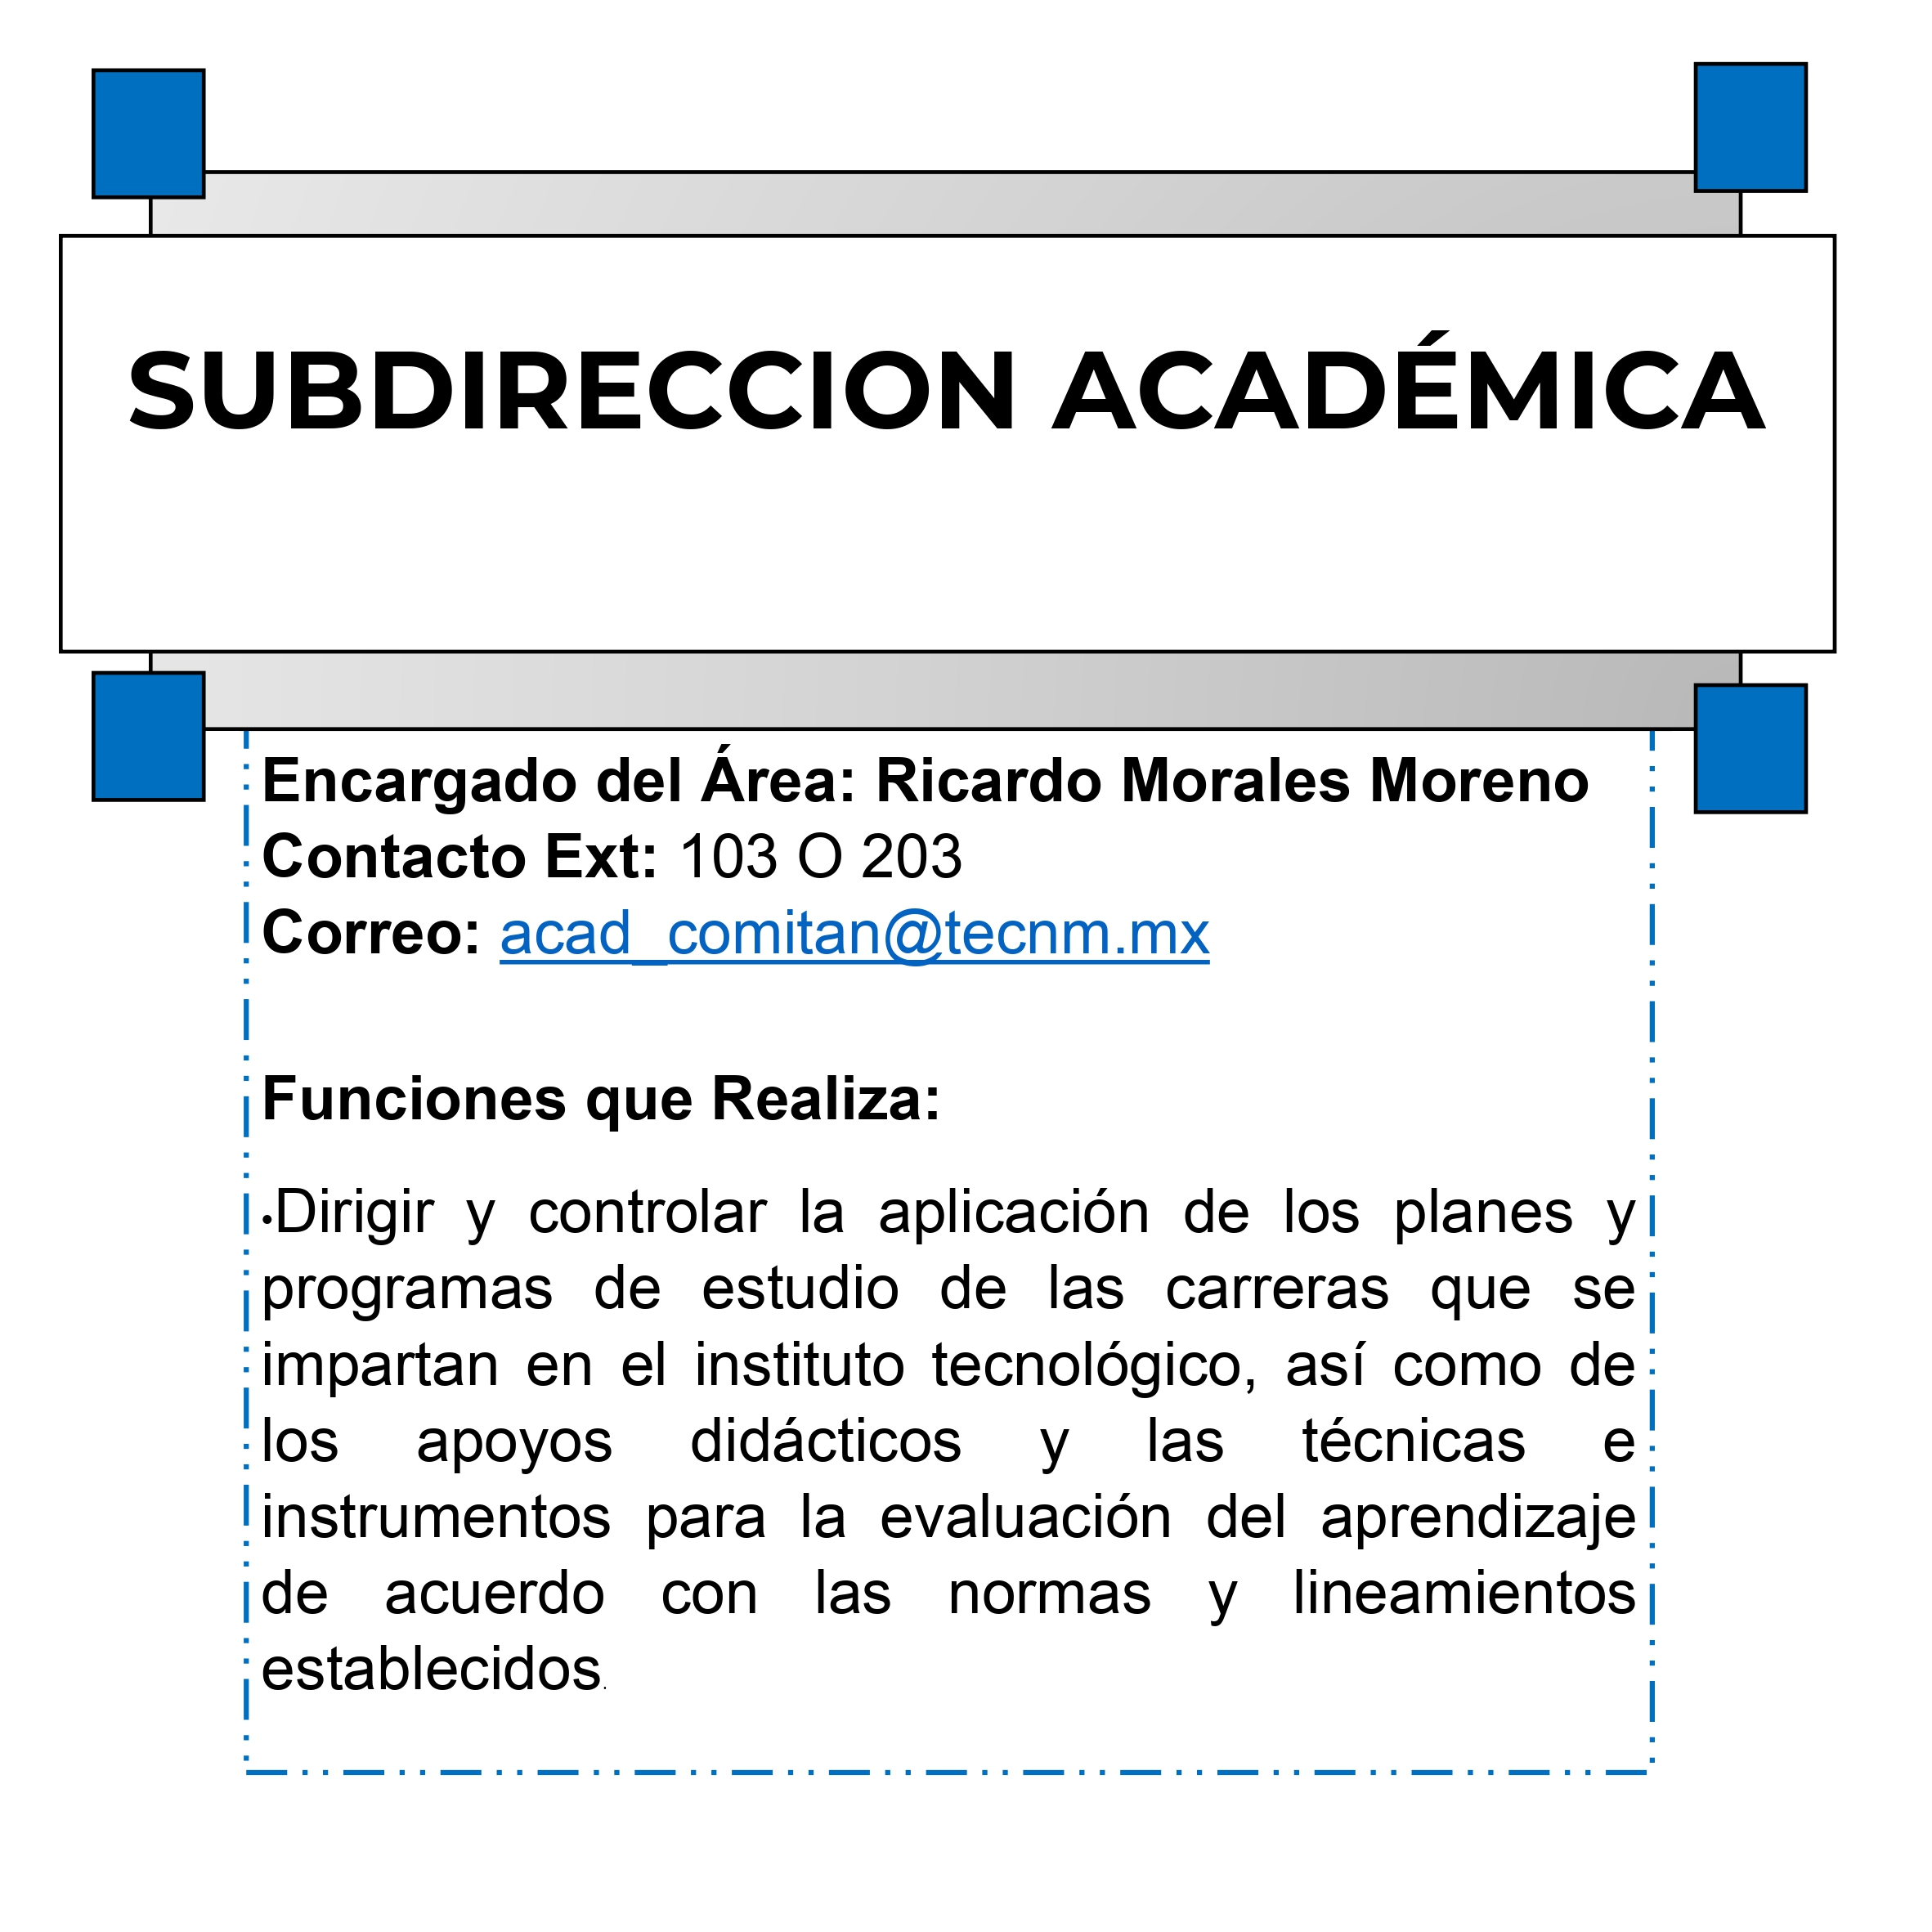 SUBDIRECCION ACADÉMICA
Encargado del Área: Ricardo Morales Moreno
Contacto Ext: 103 O 203
Correo: acad_comitan@tecnm.mx
Funciones que Realiza:
•Dirigir y controlar la aplicación de los planes y
programas de estudio de las carreras que se
impartan en el instituto tecnológico, así como de
los apoyos didácticos y las técnicas e
instrumentos para la evaluación del aprendizaje
de acuerdo con las normas y lineamientos
establecidos.